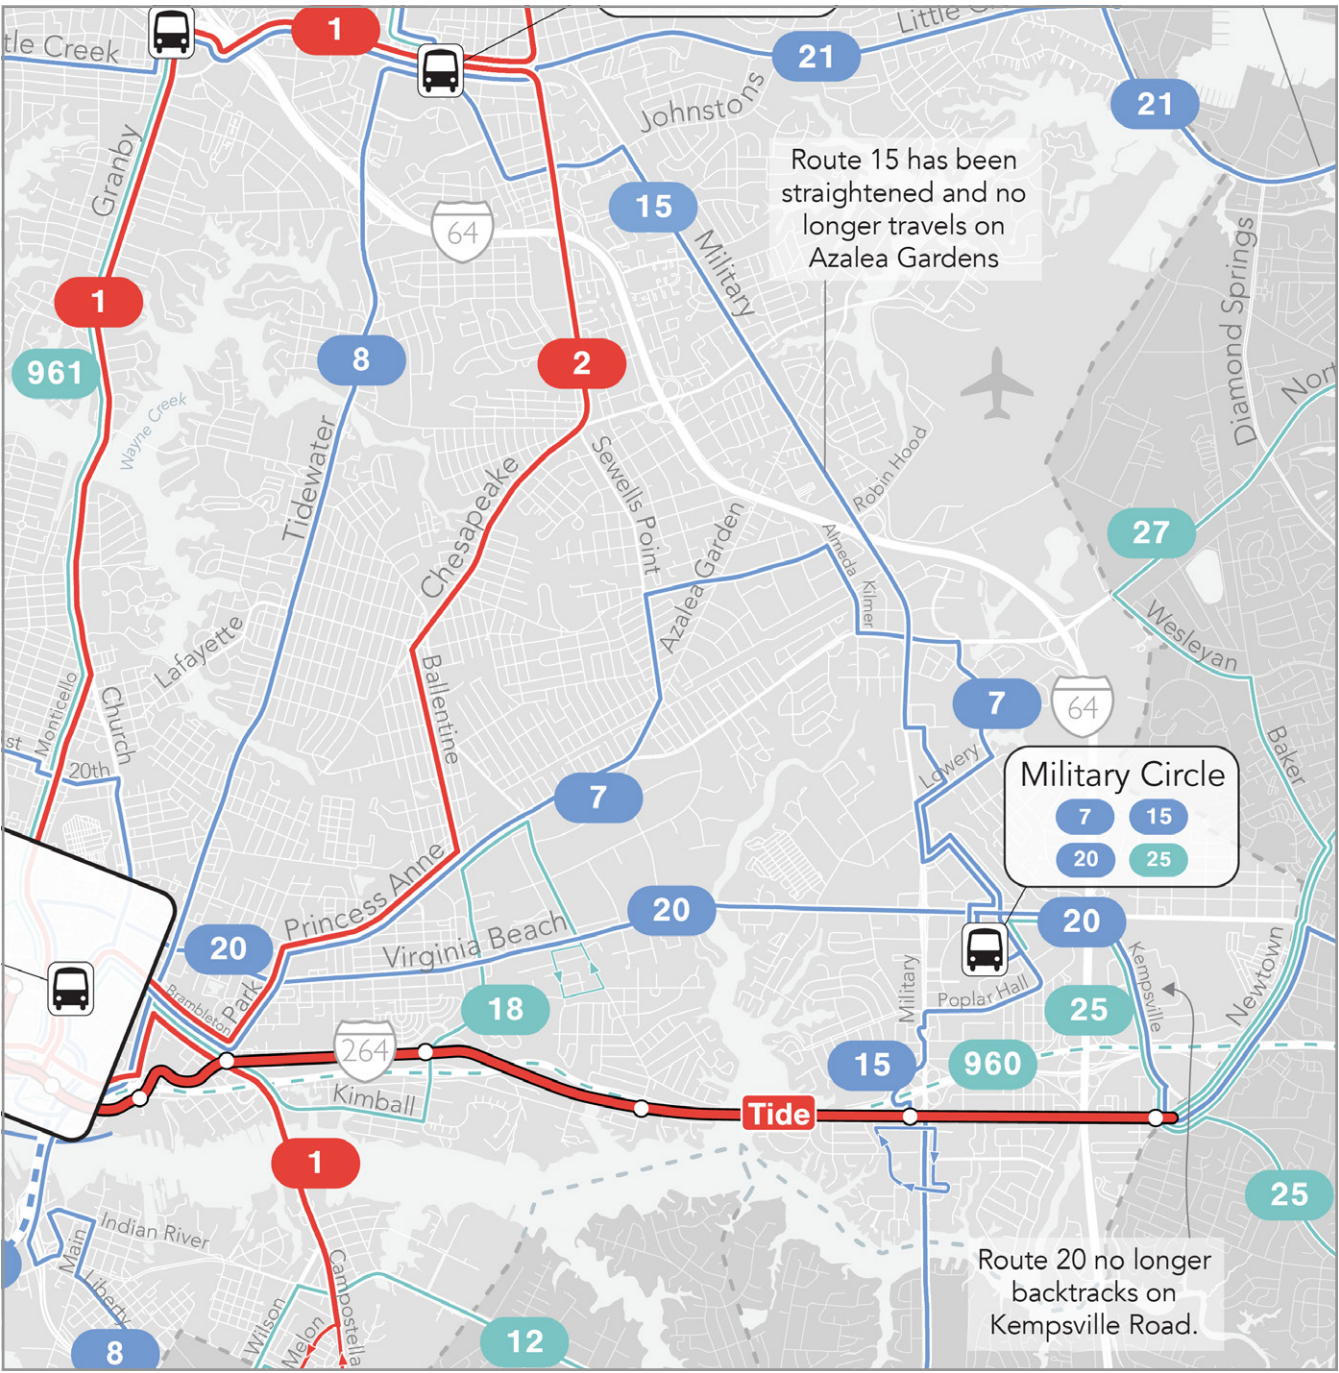 1
21
Little
tle Creek
21
Johnstons
Granby
Route 15 has been
straightened and no
longer travels on
Azalea Gardens
15
64
Military
Diamond Springs
1
8
2
961
Nort
Wayne Creek
Tidewater
Chesapeake
Sewells Point
Azalea Garden
Robin Hood
27
Almeda
Kilmer
Wesleyan
Lafayette
Monticello
Church
Ballentine
7
64
st
20th
Lowery
Baker
Military Circle
7 15
20 25
7
Princess Anne
20
20
20
Virginia Beach
Kempsville
Newtown
Brambleton
Park
Military
Poplar Hall
18
25
264
15
960
Kimball
Tide
1
25
Indian River
Main
Liberty
Campostella
Route 20 no longer
backtracks on
Kempsville Road.
Wilson
Melon
12
8